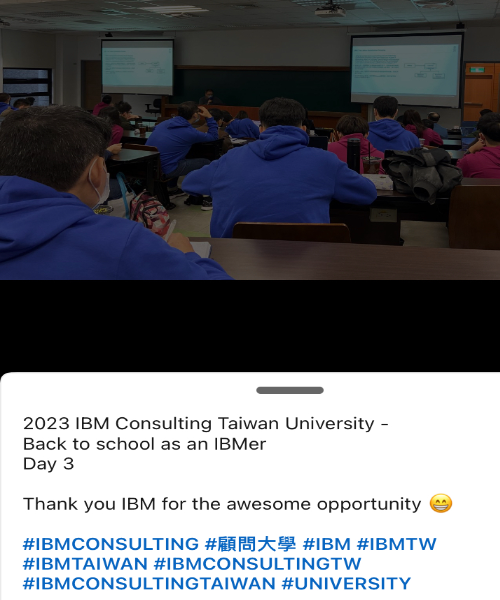 2023 IBM Consulting Taiwan University -
Back to school as an IBMer
Day 3
Thank you IBM for the awesome opportunity 😁
#IBMCONSULTING #顧問大學 #IBM #IBMTW
#IBMTAIWAN #IBMCONSULTINGTW
#IBMCONSULTINGTAIWAN #UNIVERSITY